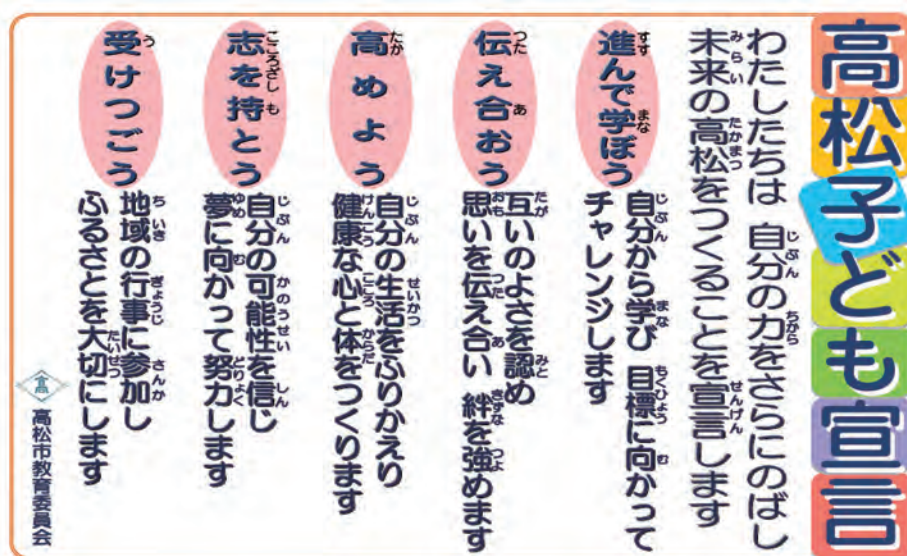 高松子ども宣言
わたしたちは 自分の力をさらにのばし
未来の高松をつくることを宣言します
進んで学ぼう
自分から学び 目標に向かって
チャレンジします
伝え合おう
互いのよさを認め
思いを伝え合い 絆を強めます
高めよう
自分の生活をふりかえり
健康な心と体をつくります
志を持とう
自分の可能性を信じ
夢に向かって努力します
受けつごう
地域の行事に参加し
ふるさとを大切にします
高松市教育委員会